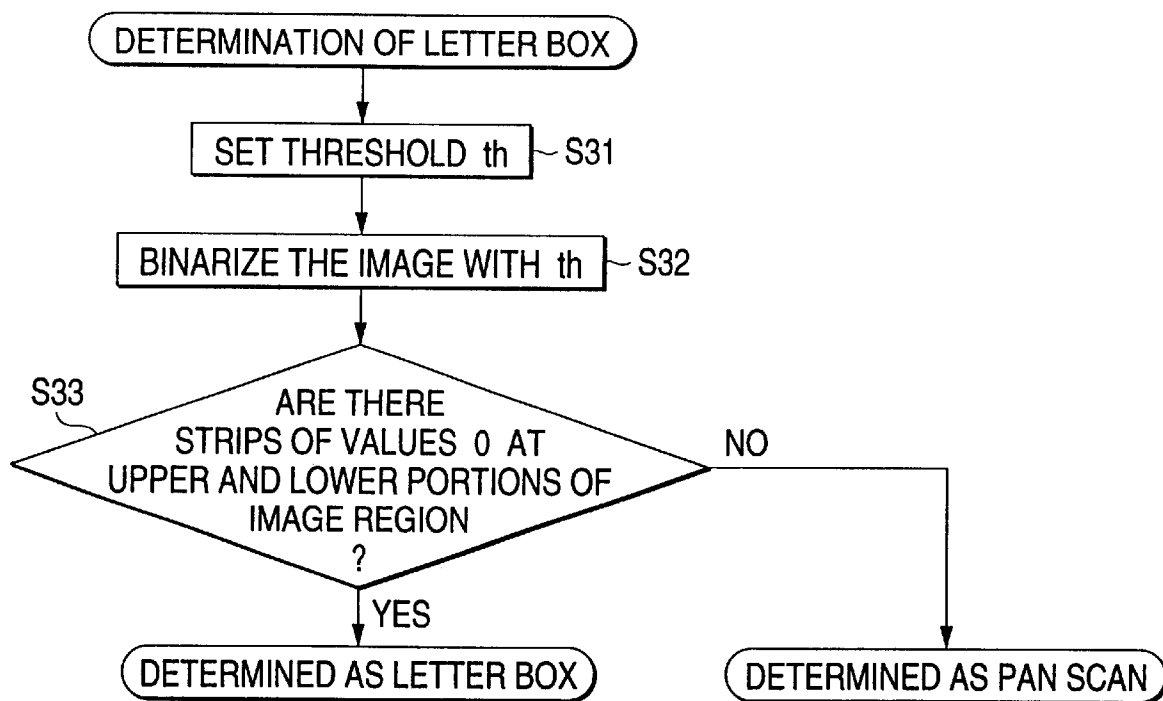 DETERMINATION OF LETTER BOX
SET THRESHOLD th
S31
BINARIZE THE IMAGE WITH th
S32
S33
ARE THERE
STRIPS OF VALUES 0 AT
UPPER AND LOWER PORTIONS OF
IMAGE REGION
?
NO
YES
DETERMINED AS LETTER BOX
DETERMINED AS PAN SCAN